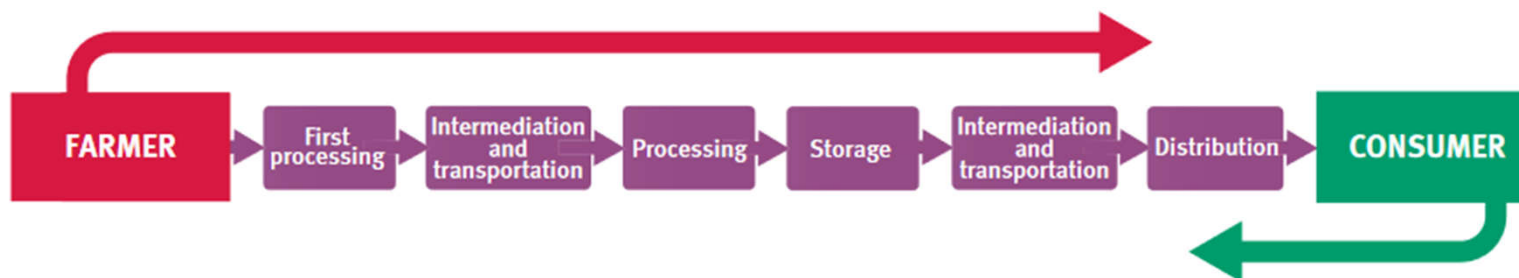 FARMER
First
processing
Intermediation
and
transportation
Processing
Storage
Intermediation
and
transportation
Distribution
CONSUMER